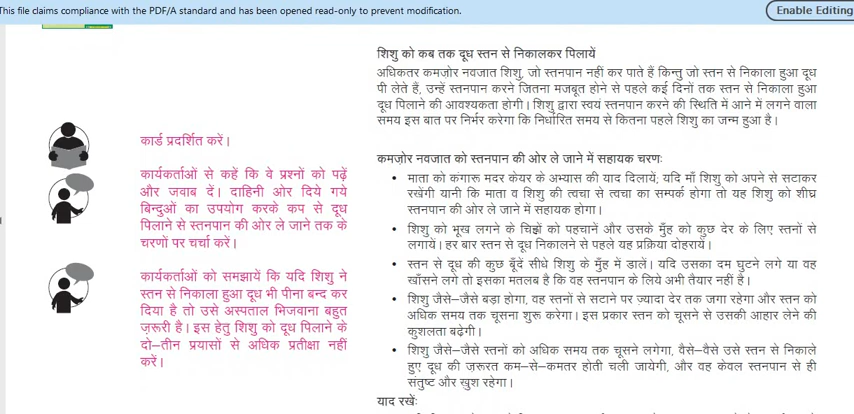 This file claims compliance with the PDF/A standard and has been opened read-only to prevent modification.
Enable Editing
कार्ड प्रदर्शित करें।
कार्यकर्ताओं से कहें कि वे प्रश्नों को पढ़ें
और जवाब दें। दाहिनी ओर दिये गये
बिन्दुओं का उपयोग करके कप से दूध
पिलाने से स्तनपान की ओर ले जाने तक के
चरणों पर चर्चा करें।
कार्यकर्ताओं को समझायें कि यदि शिशु ने
स्तन से निकाला हुआ दूध भी पीना बन्द कर
दिया है तो उसे अस्पताल भिजवाना बहुत
ज़रूरी है। इस हेतु शिशु को दूध पिलाने के
दो–तीन प्रयासों से अधिक प्रतीक्षा नहीं
करें।
शिशु को कब तक दूध स्तन से निकालकर पिलायें
अधिकतर कमज़ोर नवजात शिशु, जो स्तनपान नहीं कर पाते हैं किन्तु जो स्तन से निकाला हुआ दूध
पी लेते हैं, उन्हें स्तनपान करने जितना मजबूत होने से पहले कई दिनों तक स्तन से निकाला हुआ
दूध पिलाने की आवश्यकता होगी। शिशु द्वारा स्वयं स्तनपान करने की स्थिति में आने में लगने वाला
समय इस बात पर निर्भर करेगा कि निर्धारित समय से कितना पहले शिशु का जन्म हुआ है।
कमज़ोर नवजात को स्तनपान की ओर ले जाने में सहायक चरणः
• माता को कंगारू मदर केयर के अभ्यास की याद दिलायें, यदि माँ शिशु को अपने से सटाकर
रखेंगी यानी कि माता व शिशु की त्वचा से त्वचा का सम्पर्क होगा तो यह शिशु को शीघ्र
स्तनपान की ओर ले जाने में सहायक होगा।
• शिशु को भूख लगने के चिह्नों को पहचानें और उसके मुँह को कुछ देर के लिए स्तनों से
लगायें। हर बार स्तन से दूध निकालने से पहले यह प्रक्रिया दोहरायें।
• स्तन से दूध की कुछ बूँदें सीधे शिशु के मुँह में डालें। यदि उसका दम घुटने लगे या वह
खाँसने लगे तो इसका मतलब है कि वह स्तनपान के लिये अभी तैयार नहीं है।
• शिशु जैसे–जैसे बड़ा होगा, वह स्तनों से सटाने पर ज़्यादा देर तक जगा रहेगा और स्तन को
अधिक समय तक चूसना शुरू करेगा। इस प्रकार स्तन को चूसने से उसकी आहार लेने की
कुशलता बढ़ेगी।
• शिशु जैसे–जैसे स्तनों को अधिक समय तक चूसने लगेगा, वैसे–वैसे उसे स्तन से निकाले
हुए दूध की ज़रूरत कम–से–कमतर होती चली जायेगी, और वह केवल स्तनपान से ही
संतुष्ट और खुश रहेगा।
याद रखेंः